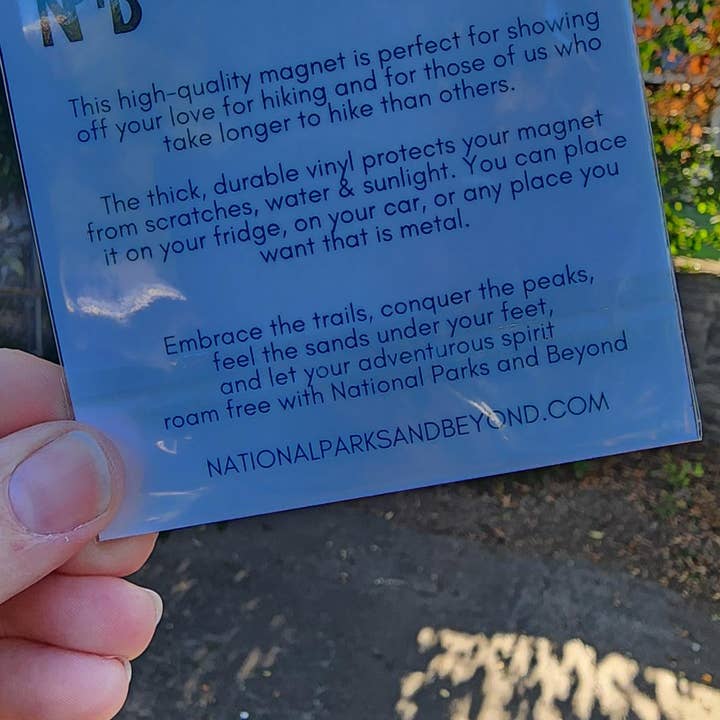 This high-quality magnet is perfect for showing
off your love for hiking and for those of us who
take longer to hike than others.
The thick, durable vinyl protects your magnet
from scratches, water & sunlight. You can place
it on your fridge, on your car, or any place you
want that is metal.
Embrace the trails, conquer the peaks,
feel the sands under your feet,
and let your adventurous spirit
roam free with National Parks and Beyond
NATIONALPARKSANDBEYOND.COM